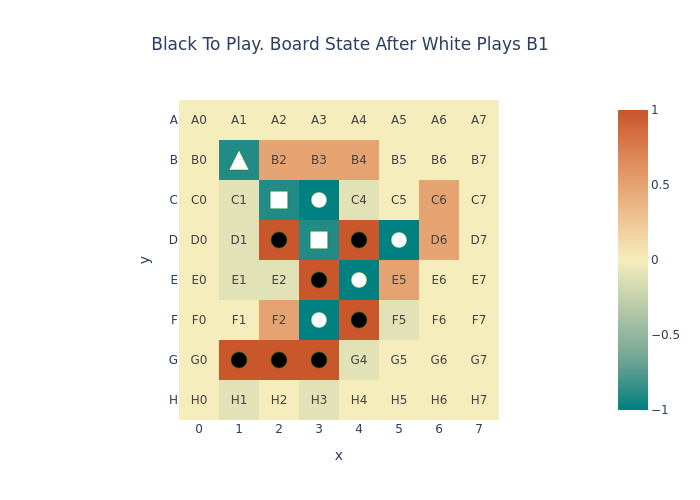 Black To Play. Board State After White Plays B1
A A0 A1 A2 A3 A4 A5 A6 A7
B B0 B2 B3 B4 B5 B6 B7
C C0 C1 C4 C5 C6 C7
D D0 D1 D6 D7
E E0 E1 E2 E5 E6 E7
F F0 F1 F2 F5 F6 F7
G G0 G4 G5 G6 G7
H H0 H1 H2 H3 H4 H5 H6 H7
0 1 2 3 4 5 6 7
x
y
1
0.5
0
−0.5
−1